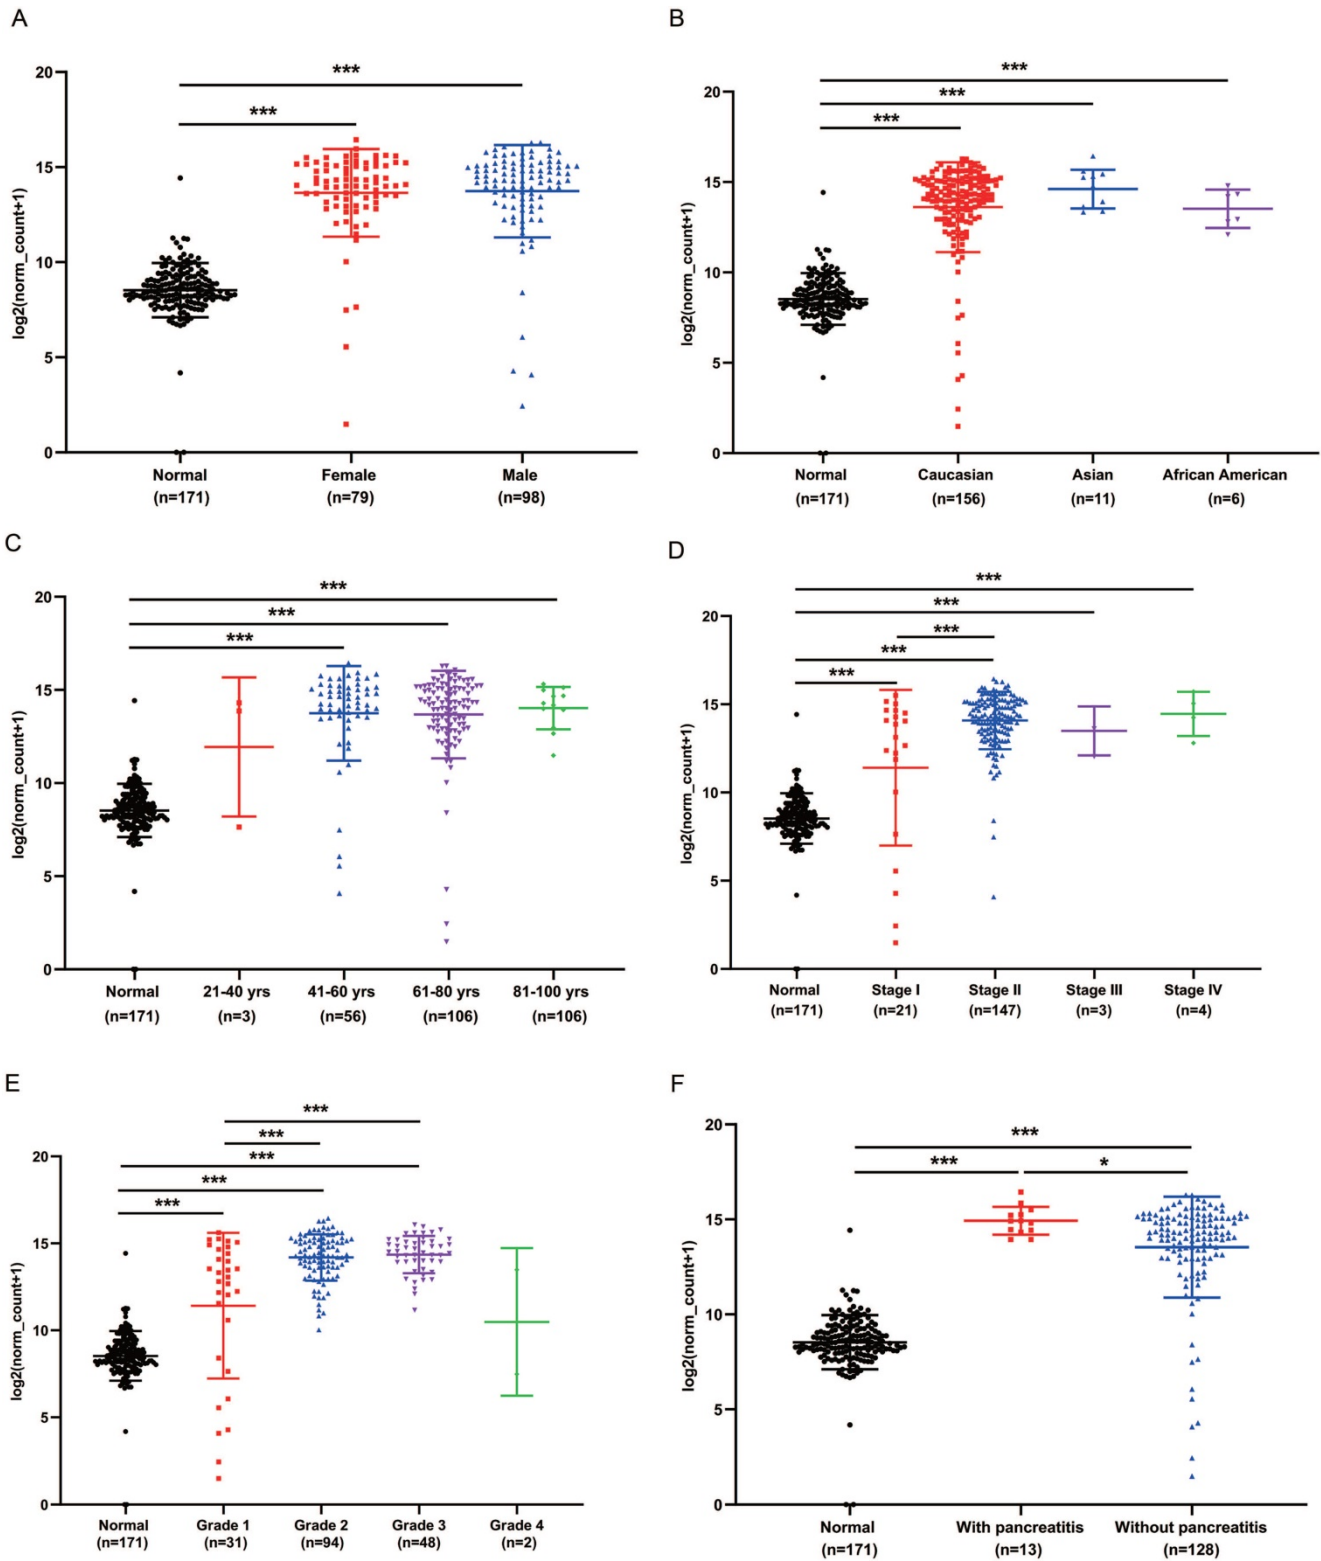 A
log2(norm_count+1)
20
15
10
5
0
***
***
Normal
(n=171)
Female
(n=79)
Male
(n=98)
B
log2(norm_count+1)
20
15
10
5
0
***
***
***
Normal
(n=171)
Caucasian
(n=156)
Asian
(n=11)
African American
(n=6)
C
log2(norm_count+1)
20
15
10
5
0
***
***
***
Normal
(n=171)
21-40 yrs
(n=3)
41-60 yrs
(n=56)
61-80 yrs
(n=106)
81-100 yrs
(n=106)
D
log2(norm_count+1)
20
15
10
5
0
***
***
***
***
***
Normal
(n=171)
Stage I
(n=21)
Stage II
(n=147)
Stage III
(n=3)
Stage IV
(n=4)
E
log2(norm_count+1)
20
15
10
5
0
***
***
***
***
***
Normal
(n=171)
Grade 1
(n=31)
Grade 2
(n=94)
Grade 3
(n=48)
Grade 4
(n=2)
F
log2(norm_count+1)
20
15
10
5
0
***
***
*
Normal
(n=171)
With pancreatitis
(n=13)
Without pancreatitis
(n=128)